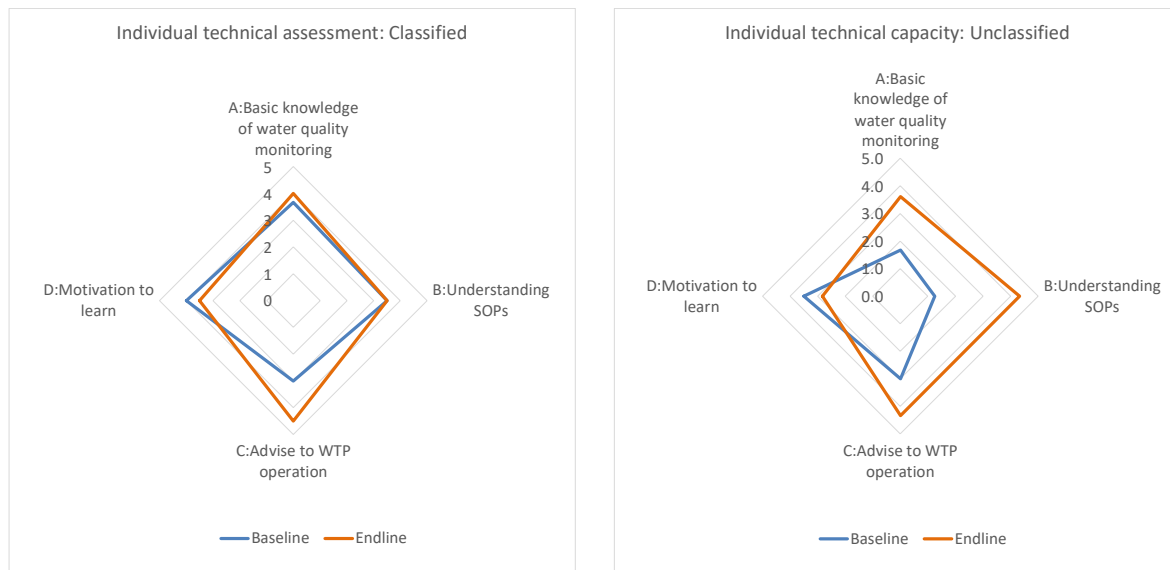 Individual technical assessment: Classified
A:Basic knowledge
of water quality
monitoring
5
4
3
2
1
0
D:Motivation to
learn
B:Understanding
SOPs
C:Advise to WTP
operation
Baseline
Endline
Individual technical capacity: Unclassified
A:Basic
knowledge of
water quality
monitoring
5.0
4.0
3.0
2.0
1.0
0.0
D:Motivation to
learn
B:Understanding
SOPs
C:Advise to WTP
operation
Baseline
Endline